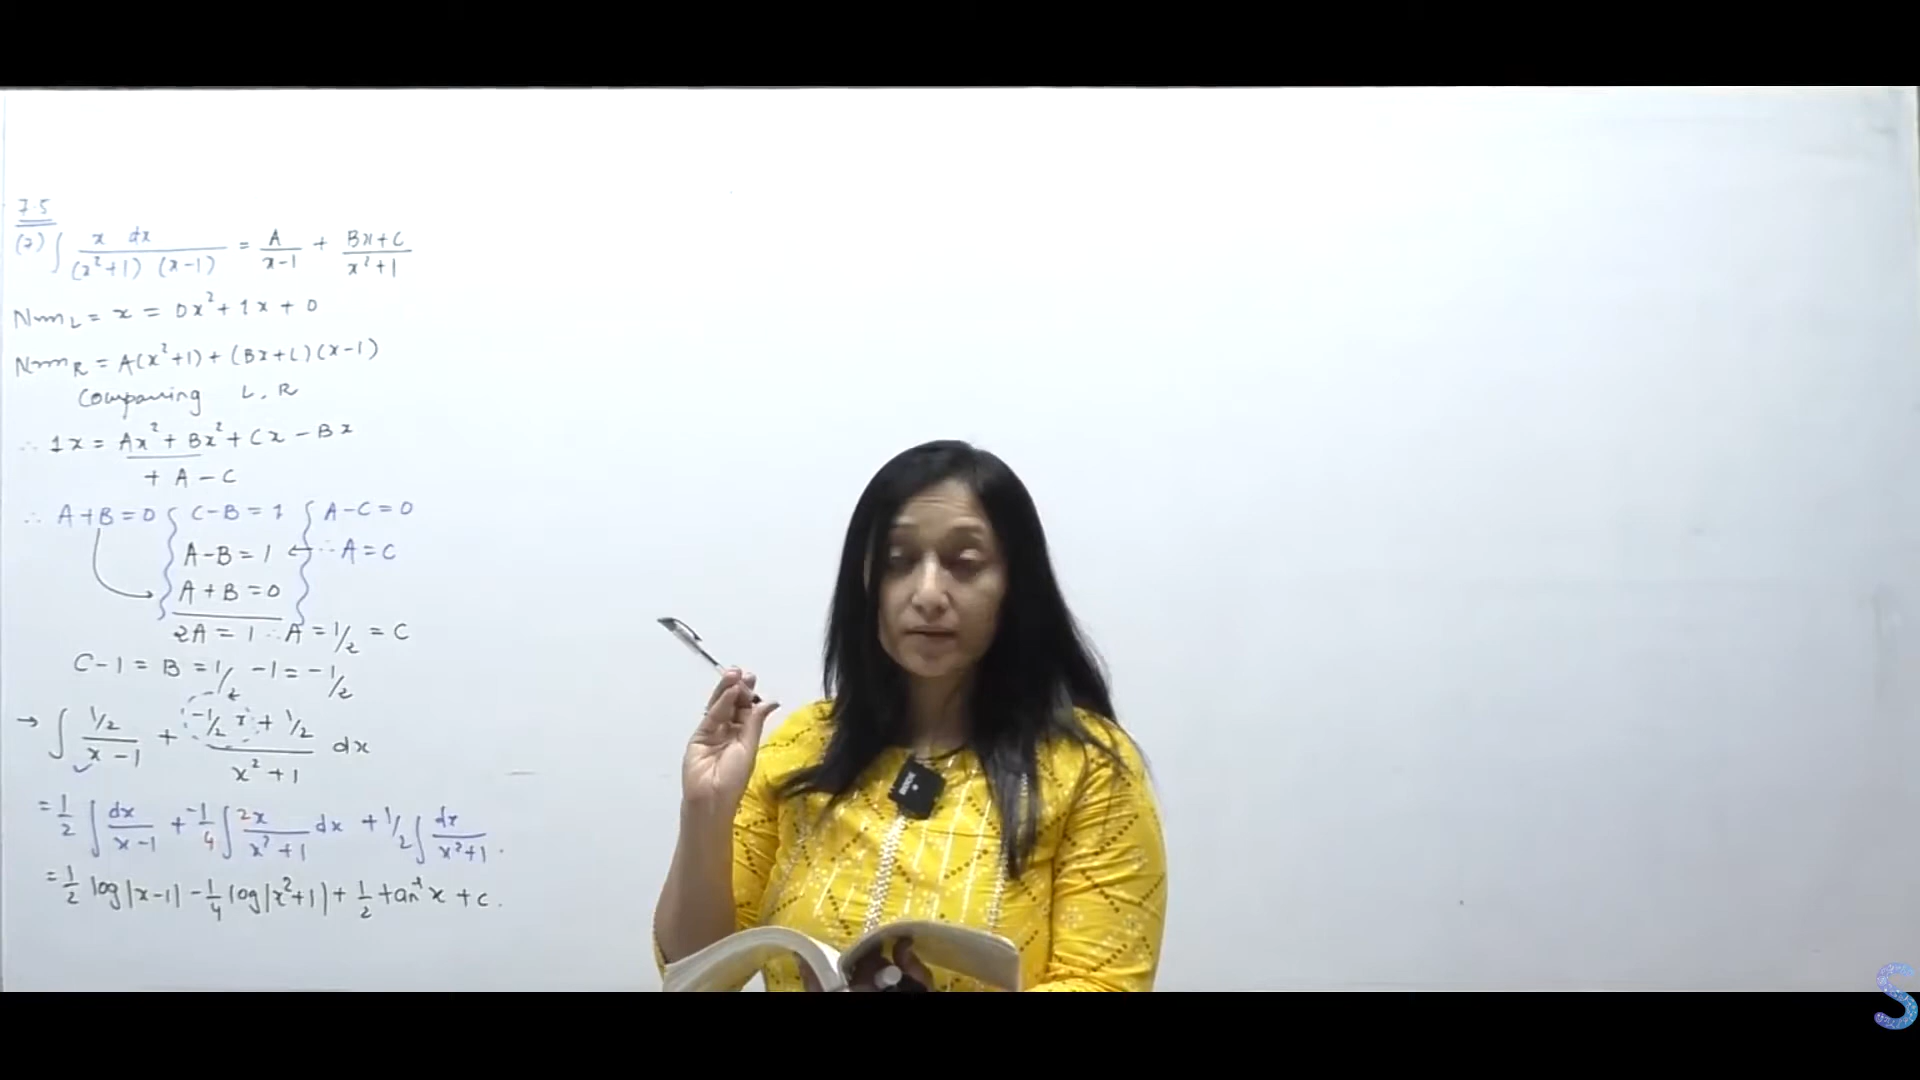 7.5
(7) ∫ x dx / (x²+1) (x-1) = A / x-1 + Bx+C / x²+1
Num_L = x = 0x² + 1x + 0
Num_R = A(x²+1) + (Bx+C)(x-1)
Comparing L, R
∴ 1x = Ax² + Bx² + Cx - Bx
+ A - C
∴ A+B=0 { C-B=1 { A-C=0
A-B=1 ← ∴ A=C
A+B=0
2A = 1 ∴ A = 1/2 = C
C-1 = B = 1/2 -1 = -1/2
→ ∫ 1/2 / x-1 + -1/2 x + 1/2 / x²+1 dx
= 1/2 ∫ dx / x-1 + -1/4 ∫ 2x / x²+1 dx + 1/2 ∫ dx / x²+1 .
= 1/2 log|x-1| - 1/4 log|x²+1| + 1/2 tan⁻¹ x + c .
S